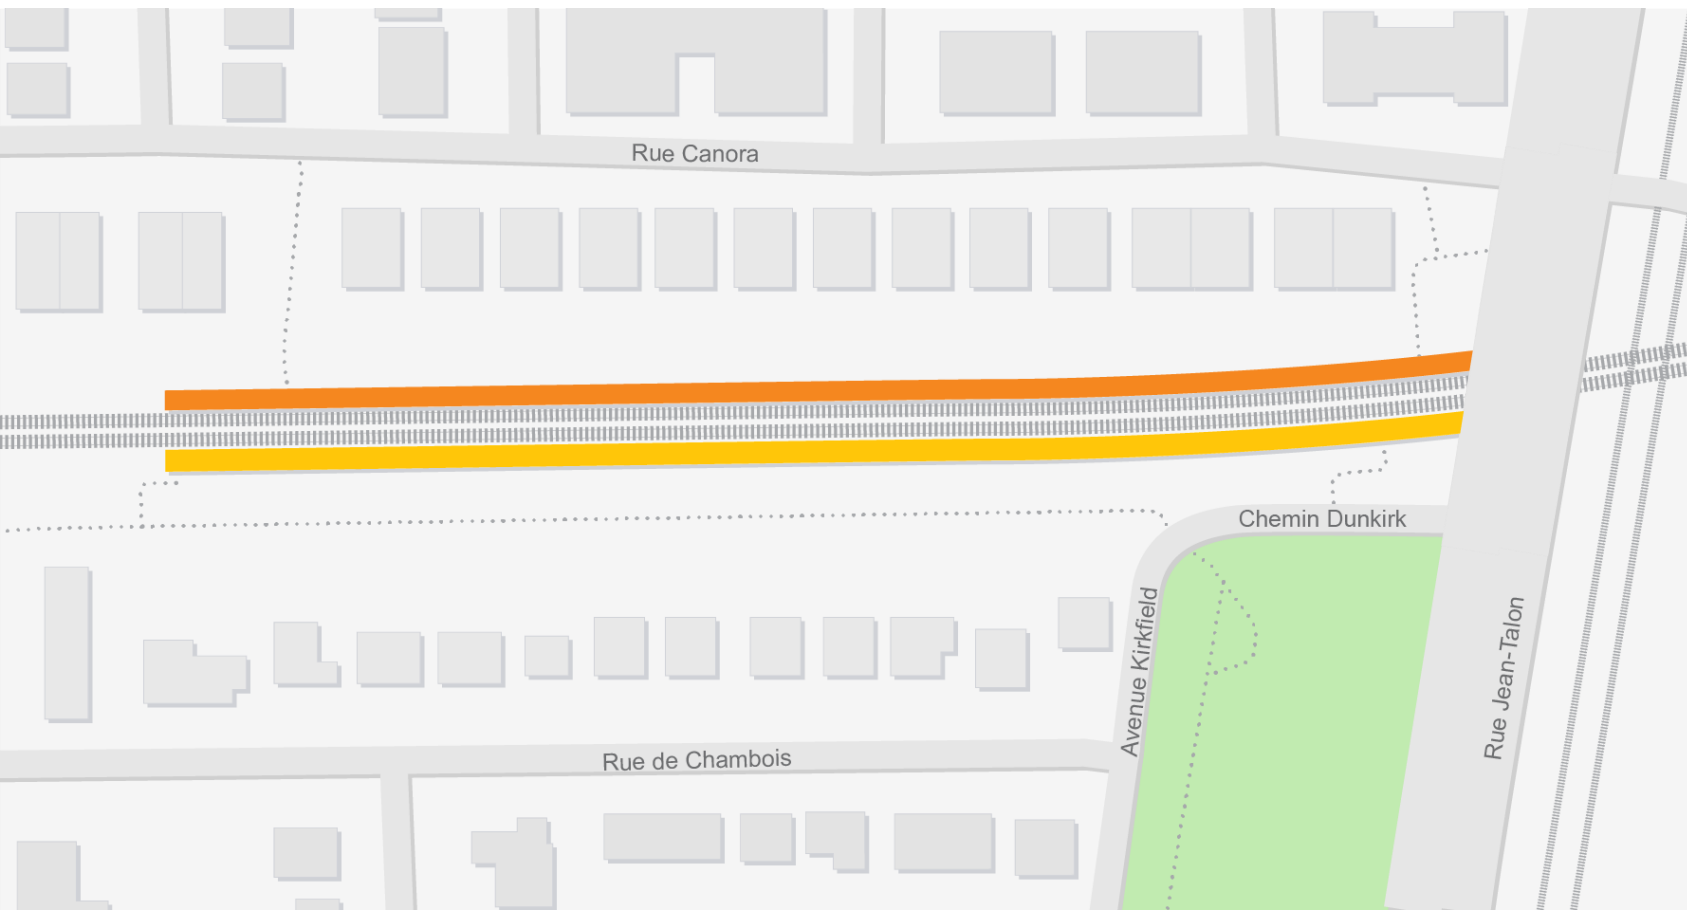 Rue Canora
Chemin Dunkirk
Avenue Kirkfield
Rue Jean-Talon
Rue de Chambois